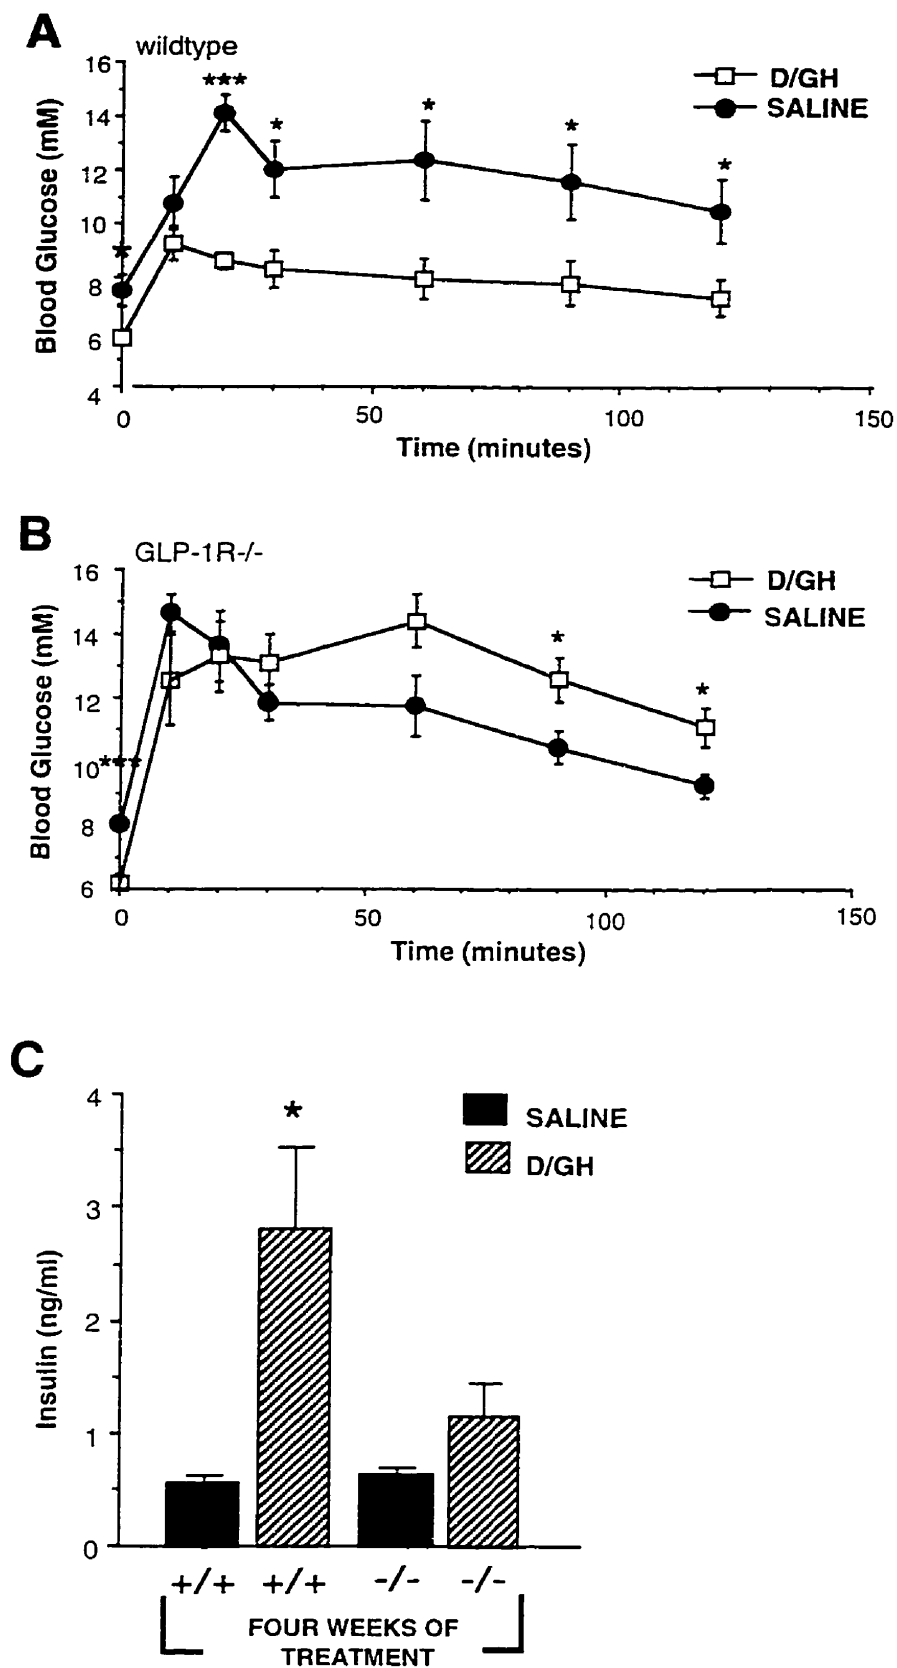 A
wildtype
16
14
12
10
8
6
4
Blood Glucose (mM)
***
*
*
*
*
*
D/GH
SALINE
0
50
100
150
Time (minutes)
B
GLP-1R-/-
16
14
12
10
8
6
Blood Glucose (mM)
***
*
*
D/GH
SALINE
0
50
100
150
Time (minutes)
C
4
3
2
1
0
Insulin (ng/ml)
*
SALINE
D/GH
+/+ +/+ -/- -/-
FOUR WEEKS OF
TREATMENT